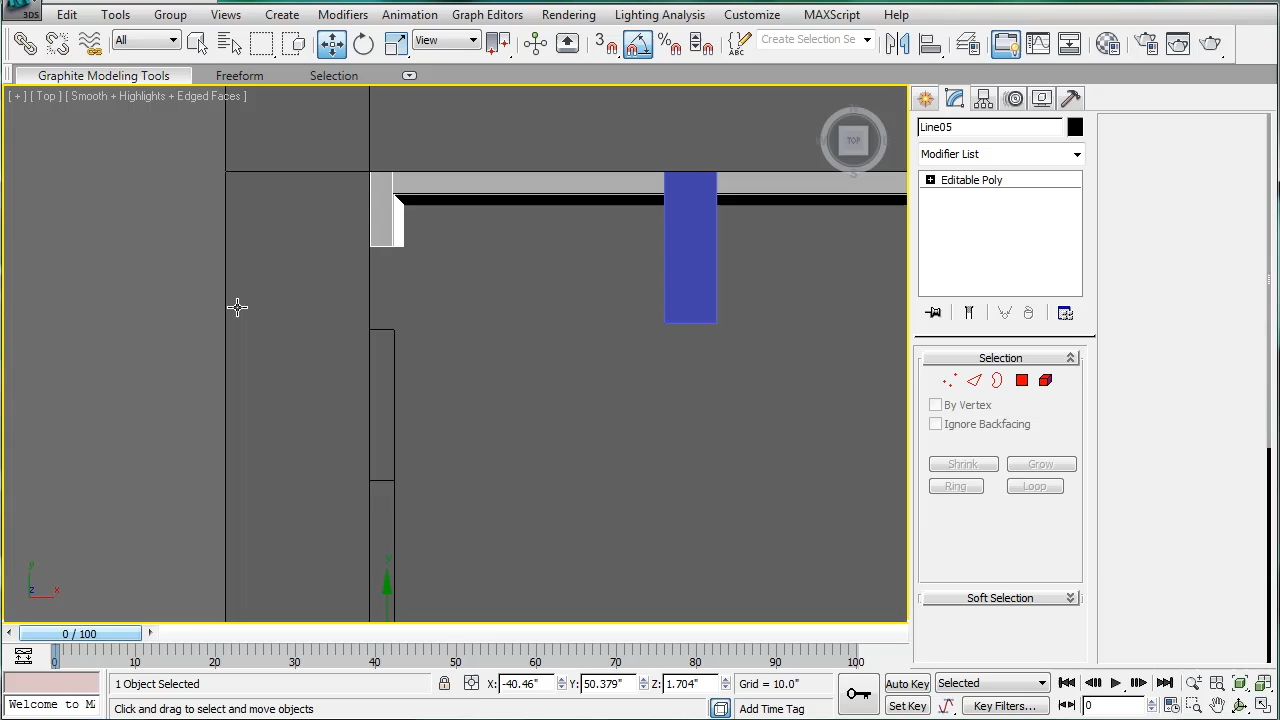 3DS Edit Tools Group Views Create Modifiers Animation Graph Editors Rendering Lighting Analysis Customize MAXScript Help
All View 3 Create Selection Se
Graphite Modeling Tools Freeform Selection
[ + ] [ Top ] [ Smooth + Highlights + Edged Faces ]
TOP
Line05
Modifier List
Editable Poly
Selection
By Vertex
Ignore Backfacing
Shrink Grow
Ring Loop
Soft Selection
y
y
z x
0 / 100
0 10 20 30 40 50 60 70 80 90 100
1 Object Selected X: -40.46" Y: 50.379" Z: 1.704" Grid = 10.0" Auto Key Selected
Welcome to M Click and drag to select and move objects Add Time Tag Set Key Key Filters... 0